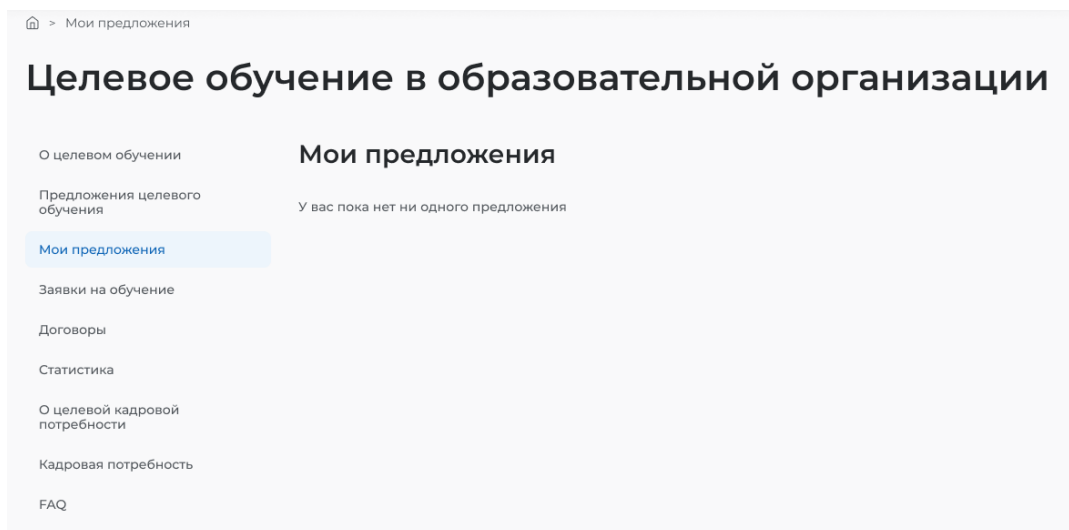 > Мои предложения
Целевое обучение в образовательной организации
О целевом обучении
Предложения целевого
обучения
Мои предложения
Заявки на обучение
Договоры
Статистика
О целевой кадровой
потребности
Кадровая потребность
FAQ
Мои предложения
У вас пока нет ни одного предложения